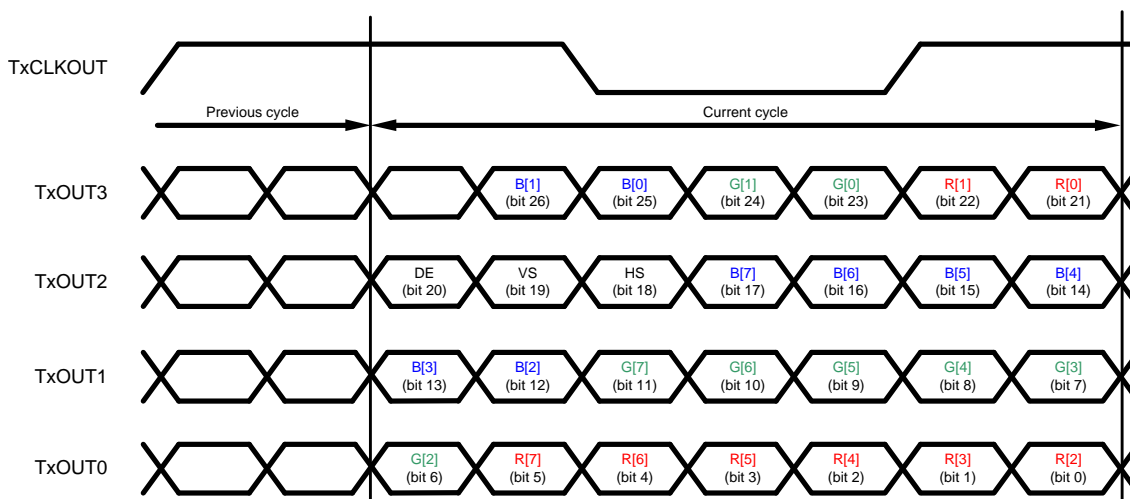 TxCLKOUT
Previous cycle
Current cycle
TxOUT3
B[1]
(bit 26)
B[0]
(bit 25)
G[1]
(bit 24)
G[0]
(bit 23)
R[1]
(bit 22)
R[0]
(bit 21)
TxOUT2
DE
(bit 20)
VS
(bit 19)
HS
(bit 18)
B[7]
(bit 17)
B[6]
(bit 16)
B[5]
(bit 15)
B[4]
(bit 14)
TxOUT1
B[3]
(bit 13)
B[2]
(bit 12)
G[7]
(bit 11)
G[6]
(bit 10)
G[5]
(bit 9)
G[4]
(bit 8)
G[3]
(bit 7)
TxOUT0
G[2]
(bit 6)
R[7]
(bit 5)
R[6]
(bit 4)
R[5]
(bit 3)
R[4]
(bit 2)
R[3]
(bit 1)
R[2]
(bit 0)